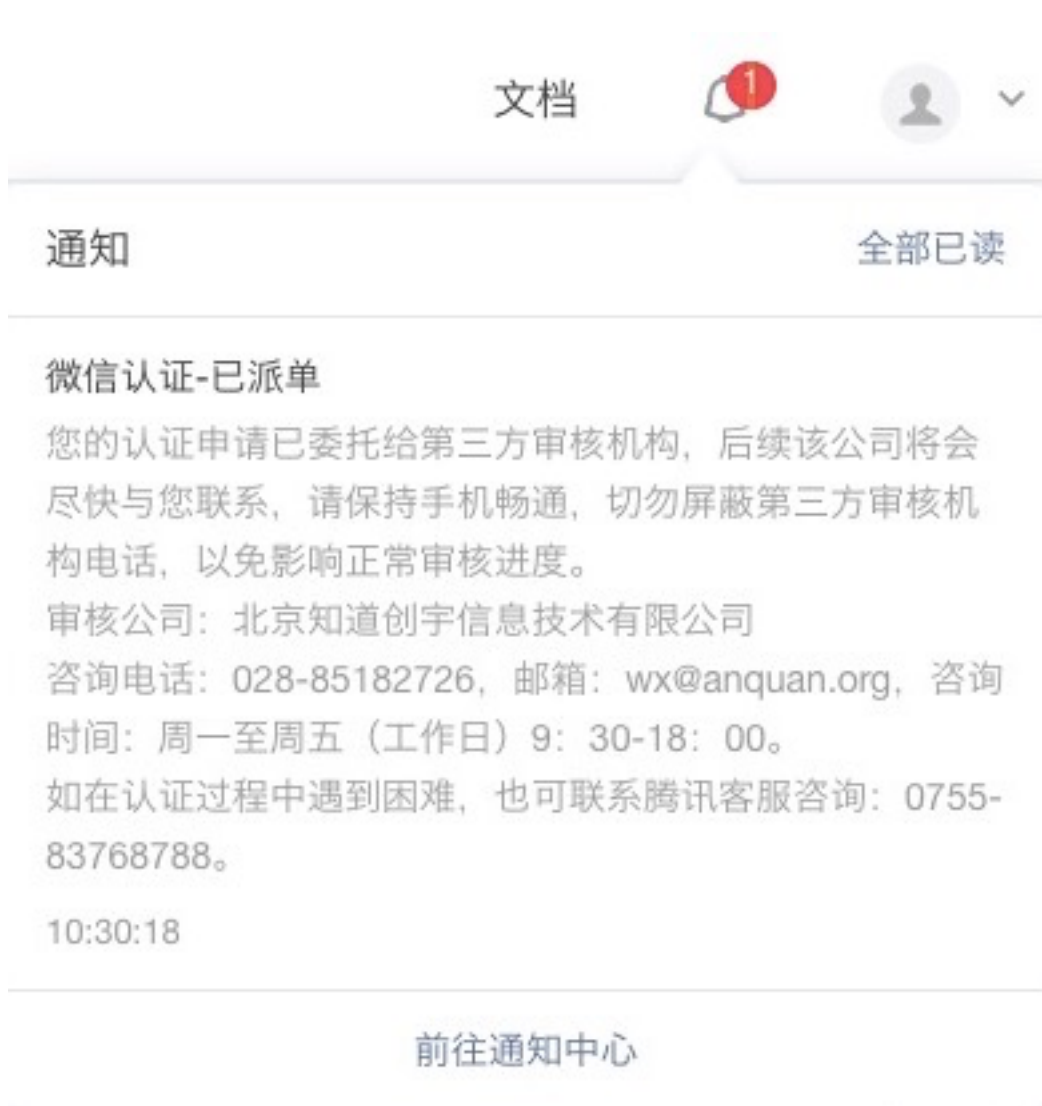 文档
1
通知
全部已读
微信认证-已派单
您的认证申请已委托给第三方审核机构，后续该公司将会
尽快与您联系，请保持手机畅通，切勿屏蔽第三方审核机
构电话，以免影响正常审核进度。
审核公司：北京知道创宇信息技术有限公司
咨询电话：028-85182726，邮箱：wx@anquan.org，咨询
时间：周一至周五（工作日）9：30-18：00。
如在认证过程中遇到困难，也可联系腾讯客服咨询：0755-
83768788。
10:30:18
前往通知中心